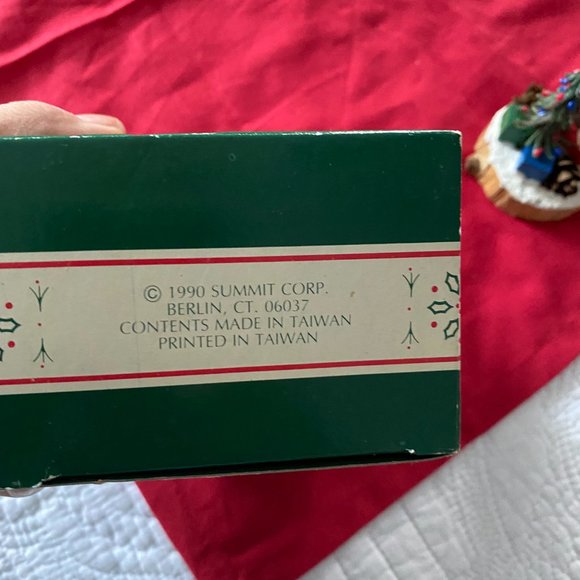 © 1990 SUMMIT CORP.
BERLIN, CT. 06037
CONTENTS MADE IN TAIWAN
PRINTED IN TAIWAN